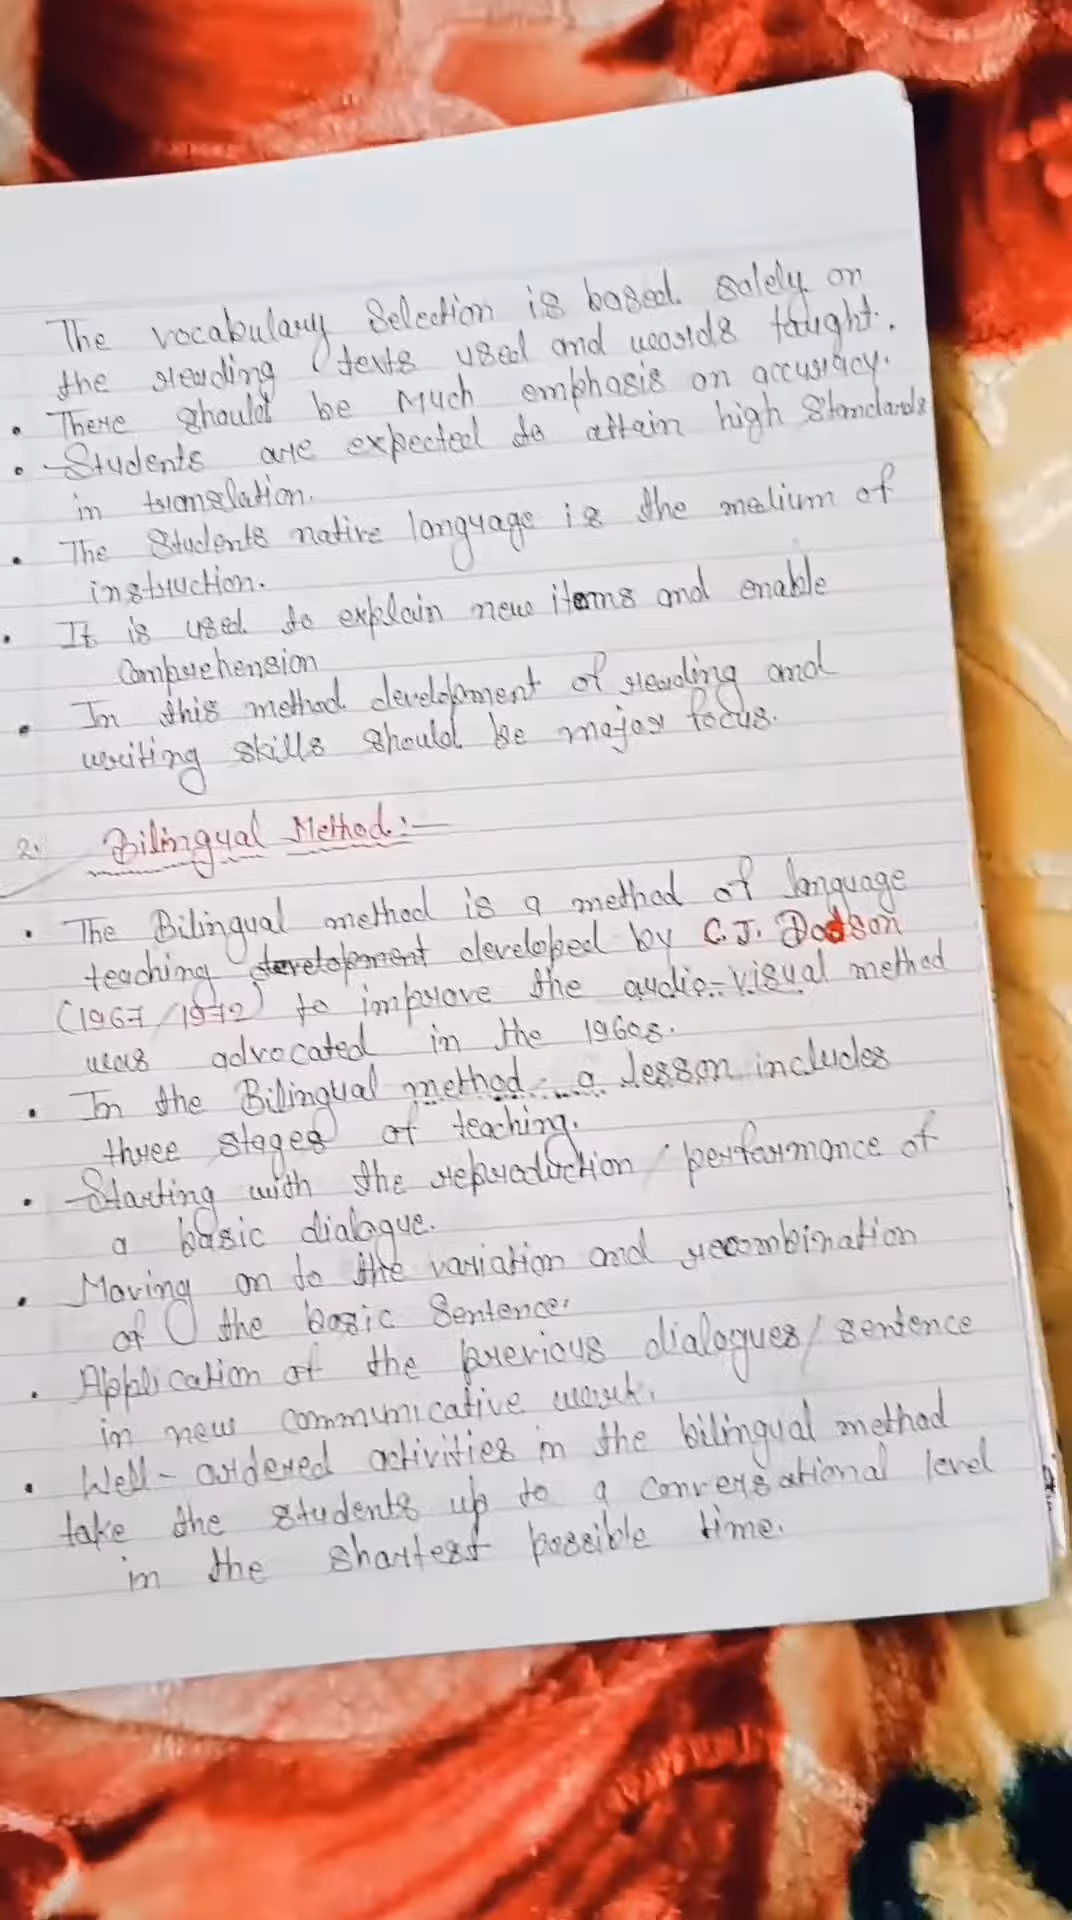 The vocabulary Selection is based solely on
the reading texts used and words taught.
• There should be Much emphasis on accuracy.
• Students are expected to attain high Standards
in translation.
• The Students native language is the medium of
instruction.
• It is used to explain new items and enable
Comprehension
• In this method development of reading and
writing skills should be major focus.
2. Bilingual Method:—
• The Bilingual method is a method of language
teaching development developed by C.J. Dodson
(1967/1972) to improve the audio-visual method
was advocated in the 1960s.
• In the Bilingual method a lesson includes
three stages of teaching.
• Starting with the reproduction / performance of
a basic dialogue.
• Moving on to the variation and recombination
of the basic Sentence.
• Application of the previous dialogues/sentence
in new communicative work.
• Well-ordered activities in the bilingual method
take the students up to a conversational level
in the shortest possible time.